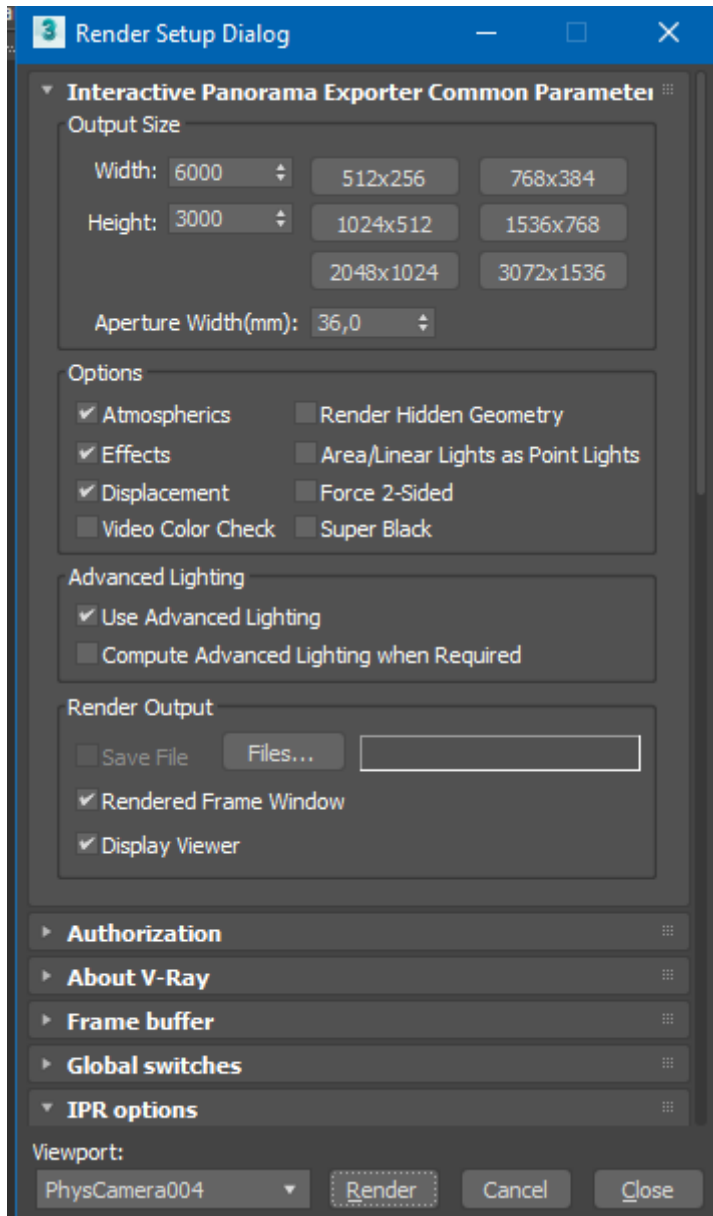 3 Render Setup Dialog
Interactive Panorama Exporter Common Parameter
Output Size
Width: 6000 512x256 768x384
Height: 3000 1024x512 1536x768
2048x1024 3072x1536
Aperture Width(mm): 36,0
Options
Atmospherics Render Hidden Geometry
Effects Area/Linear Lights as Point Lights
Displacement Force 2-Sided
Video Color Check Super Black
Advanced Lighting
Use Advanced Lighting
Compute Advanced Lighting when Required
Render Output
Save File Files...
Rendered Frame Window
Display Viewer
Authorization
About V-Ray
Frame buffer
Global switches
IPR options
Viewport:
PhysCamera004 Render Cancel Close